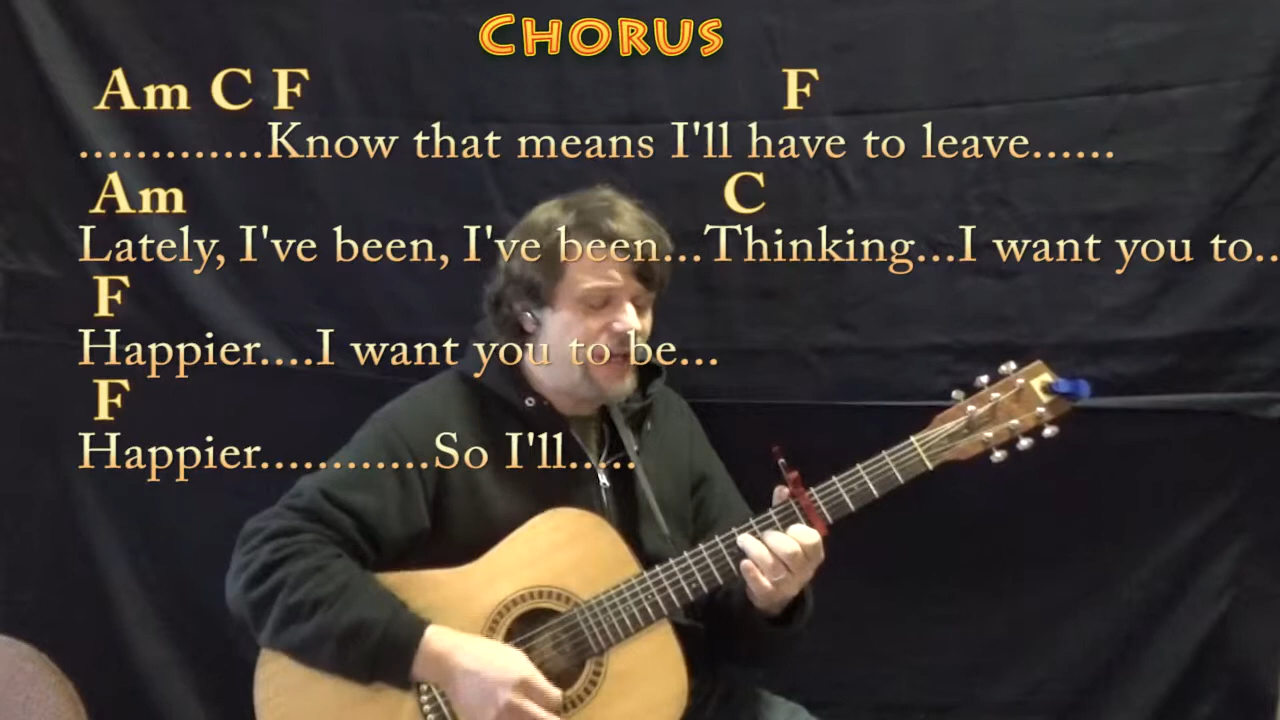 CHORUS
Am C F F
.............Know that means I'll have to leave......
Am C
Lately, I've been, I've been...Thinking...I want you to..
F
Happier....I want you to be...
F
Happier............So I'll.....